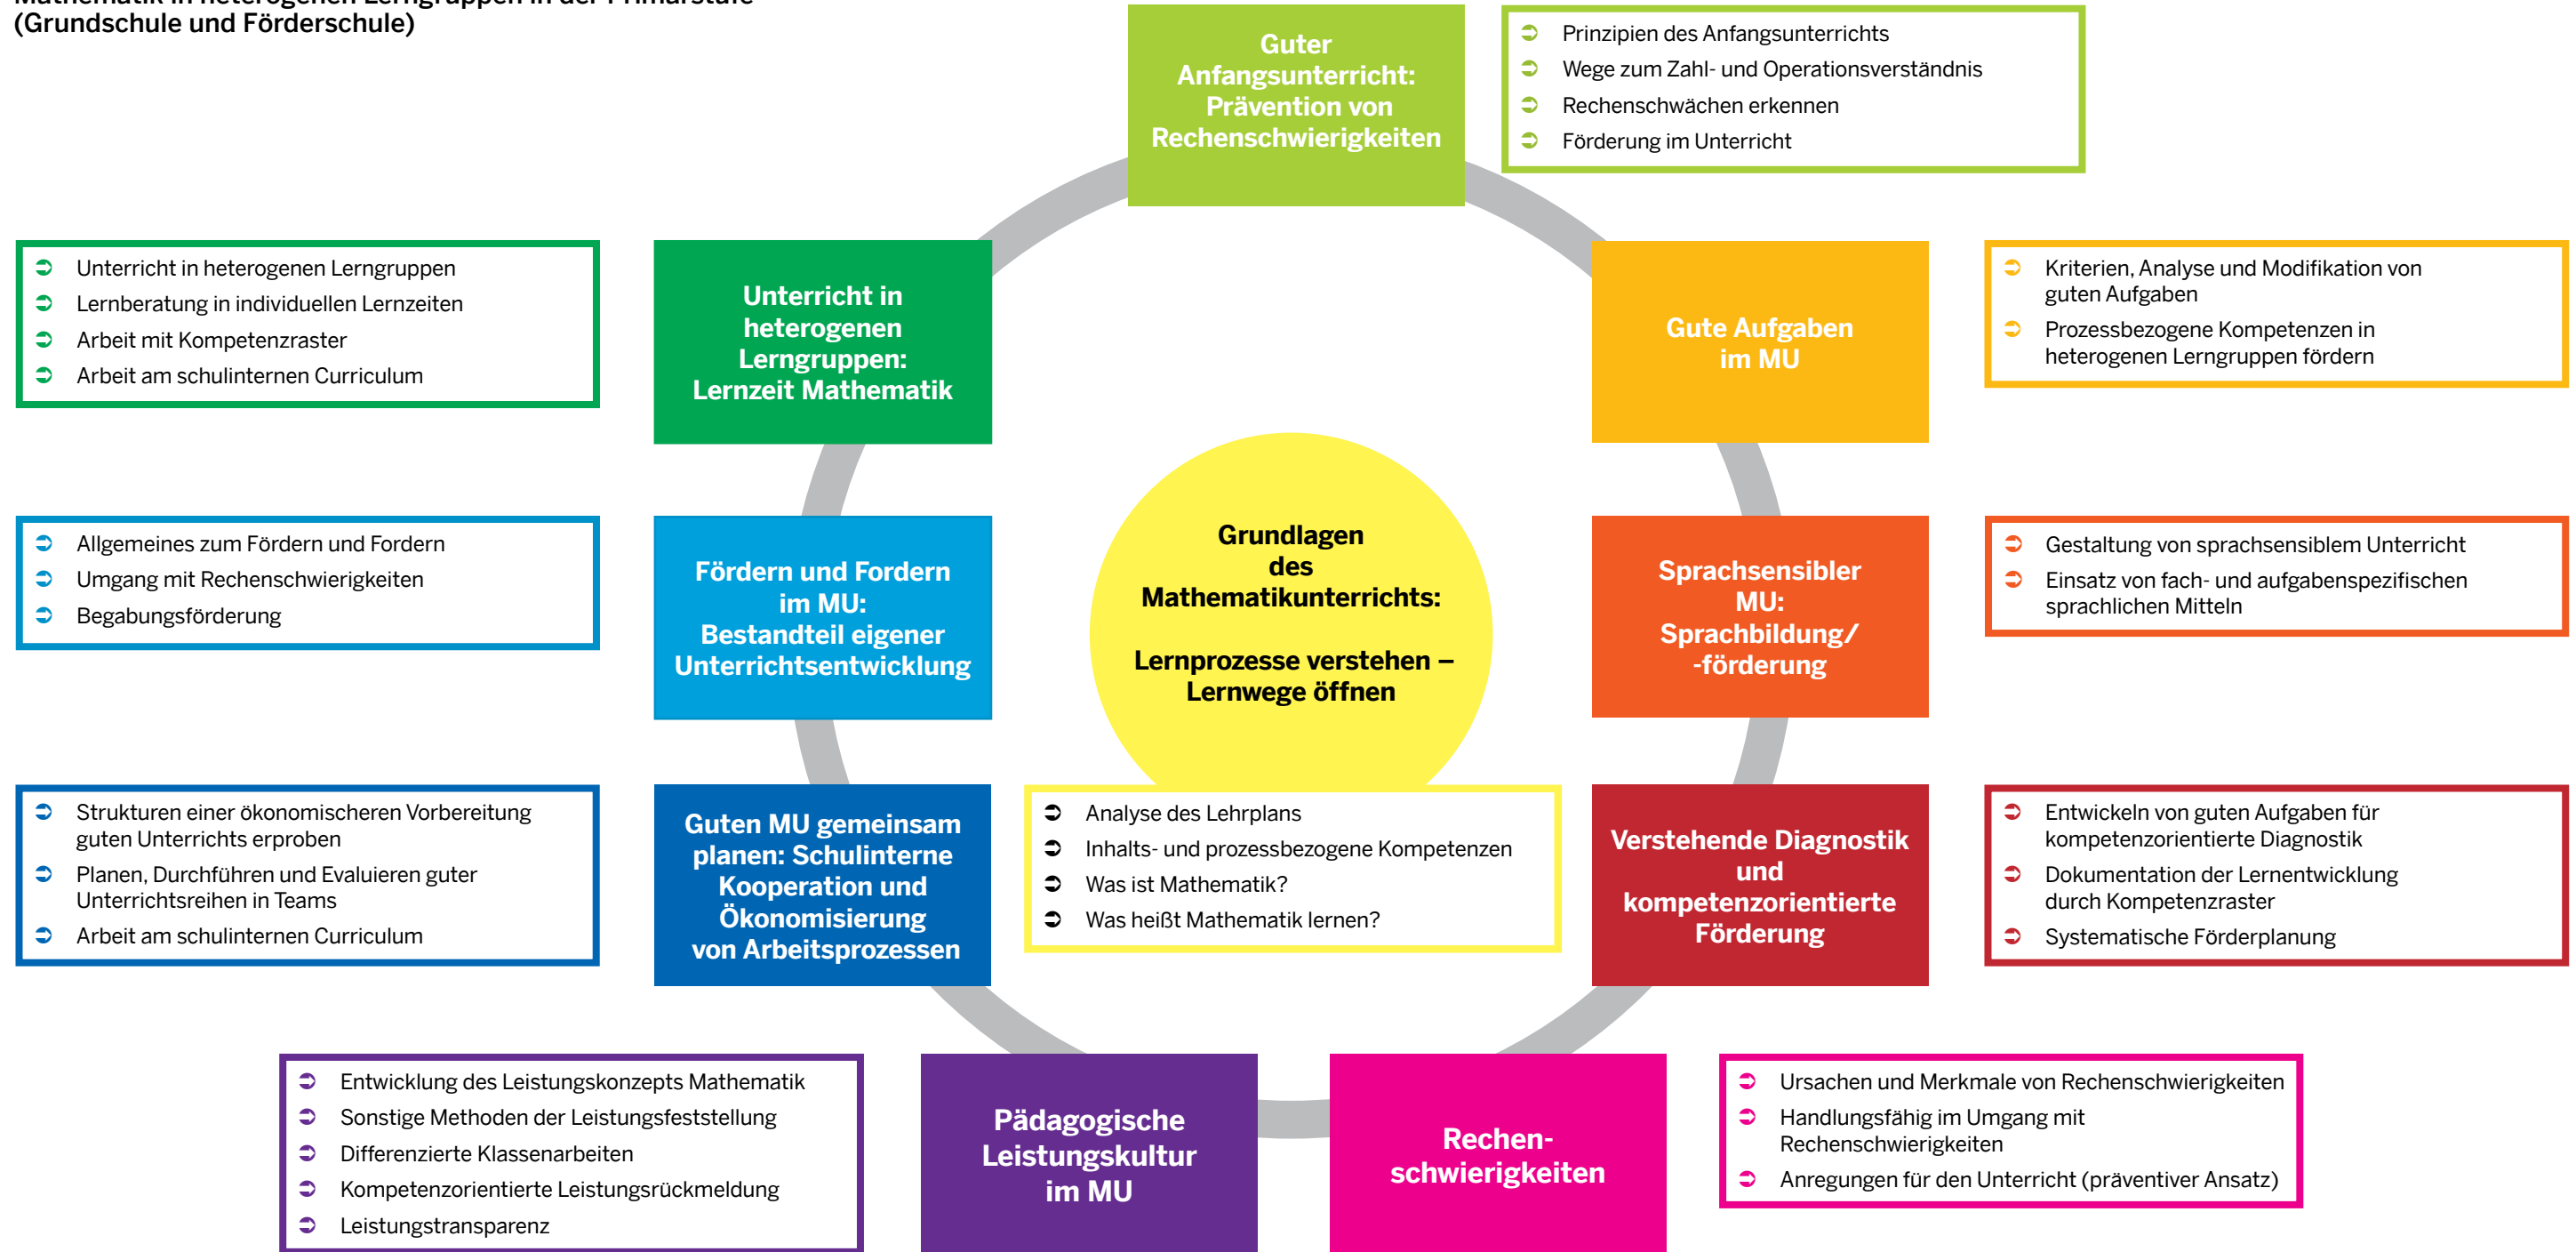 Mathematik in heterogenen Lerngruppen in der Primarstufe
(Grundschule und Förderschule)
Guter
Anfangsunterricht:
Prävention von
Rechenschwierigkeiten
Prinzipien des Anfangsunterrichts
Wege zum Zahl- und Operationsverständnis
Rechenschwächen erkennen
Förderung im Unterricht
Unterricht in heterogenen Lerngruppen
Lernberatung in individuellen Lernzeiten
Arbeit mit Kompetenzraster
Arbeit am schulinternen Curriculum
Unterricht in
heterogenen
Lerngruppen:
Lernzeit Mathematik
Gute Aufgaben
im MU
Kriterien, Analyse und Modifikation von
guten Aufgaben
Prozessbezogene Kompetenzen in
heterogenen Lerngruppen fördern
Allgemeines zum Fördern und Fordern
Umgang mit Rechenschwierigkeiten
Begabungsförderung
Fördern und Fordern
im MU:
Bestandteil eigener
Unterrichtsentwicklung
Grundlagen
des
Mathematikunterrichts:
Lernprozesse verstehen –
Lernwege öffnen
Sprachsensibler
MU:
Sprachbildung/
-förderung
Gestaltung von sprachsensiblem Unterricht
Einsatz von fach- und aufgabenspezifischen
sprachlichen Mitteln
Strukturen einer ökonomischeren Vorbereitung
guten Unterrichts erproben
Planen, Durchführen und Evaluieren guter
Unterrichtsreihen in Teams
Arbeit am schulinternen Curriculum
Guten MU gemeinsam
planen: Schulinterne
Kooperation und
Ökonomisierung
von Arbeitsprozessen
Analyse des Lehrplans
Inhalts- und prozessbezogene Kompetenzen
Was ist Mathematik?
Was heißt Mathematik lernen?
Verstehende Diagnostik
und
kompetenzorientierte
Förderung
Entwickeln von guten Aufgaben für
kompetenzorientierte Diagnostik
Dokumentation der Lernentwicklung
durch Kompetenzraster
Systematische Förderplanung
Entwicklung des Leistungskonzepts Mathematik
Sonstige Methoden der Leistungsfeststellung
Differenzierte Klassenarbeiten
Kompetenzorientierte Leistungsrückmeldung
Leistungstransparenz
Pädagogische
Leistungskultur
im MU
Rechen-
schwierigkeiten
Ursachen und Merkmale von Rechenschwierigkeiten
Handlungsfähig im Umgang mit
Rechenschwierigkeiten
Anregungen für den Unterricht (präventiver Ansatz)